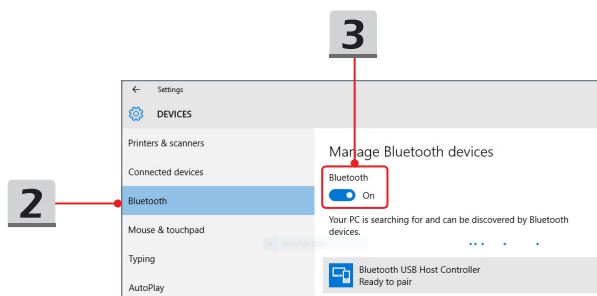 3
← Settings
DEVICES
Printers & scanners
Connected devices
Bluetooth
Mouse & touchpad
Typing
AutoPlay
2
Manage Bluetooth devices
Bluetooth
On
Your PC is searching for and can be discovered by Bluetooth
devices.
Bluetooth USB Host Controller
Ready to pair